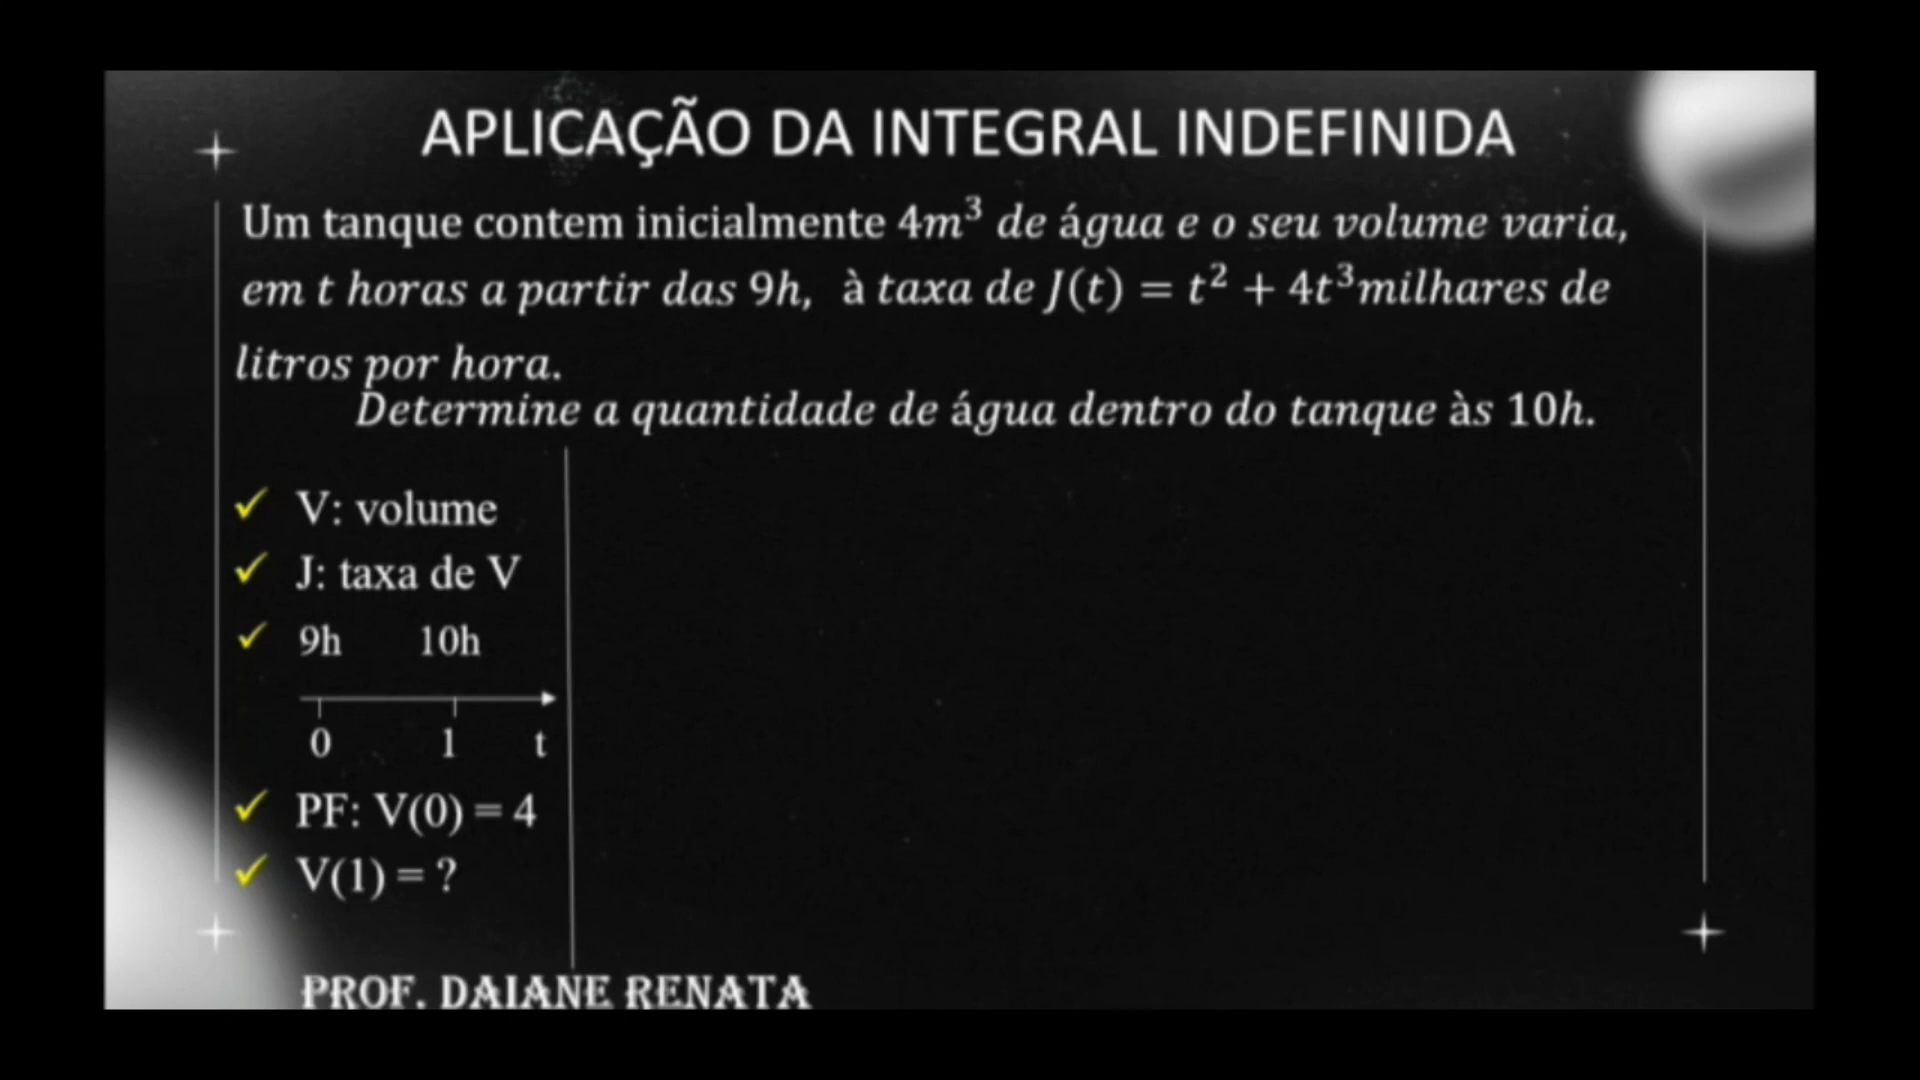 APLICAÇÃO DA INTEGRAL INDEFINIDA
Um tanque contem inicialmente 4m³ de água e o seu volume varia,
em t horas a partir das 9h, à taxa de J(t) = t² + 4t³milhares de
litros por hora.
Determine a quantidade de água dentro do tanque às 10h.
✓ V: volume
✓ J: taxa de V
✓ 9h 10h
0 1 t
✓ PF: V(0) = 4
✓ V(1) = ?
PROF. DAIANE RENATA